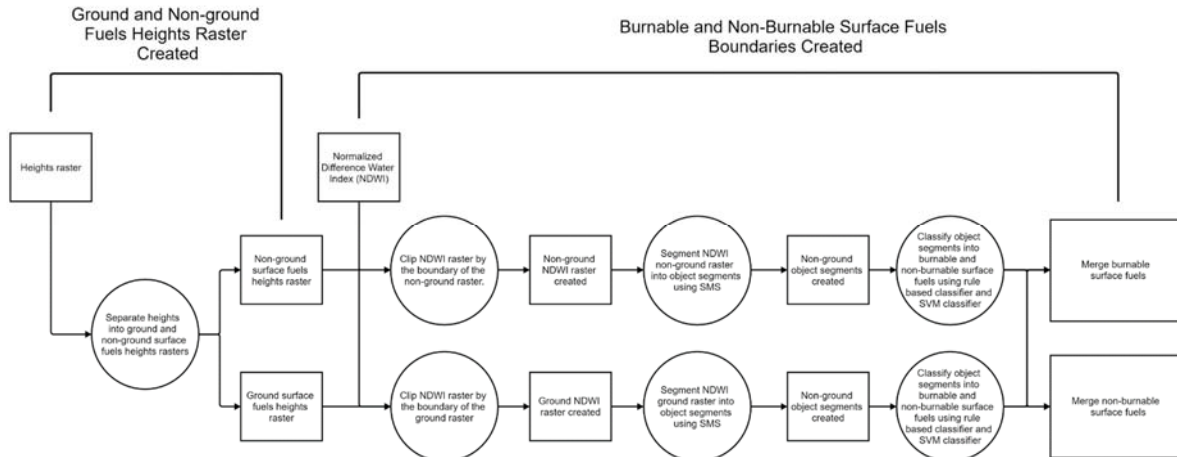 Ground and Non-ground
Fuels Heights Raster
Created
Burnable and Non-Burnable Surface Fuels
Boundaries Created
Heights raster
Normalized
Difference Water
Index (NDWI)
Non-ground
surface fuels
heights raster
Clip NDWI raster by
the boundary of the
non-ground raster.
Non-ground
NDWI raster
created
Segment NDWI
non-ground raster
into object segments
using SMS
Non-ground
object segments
created
Classify object
segments into
burnable and
non-burnable surface
fuels using rule
based classifier and
SVM classifier
Merge burnable
surface fuels
Separate heights
into ground and
non-ground surface
fuels heights rasters
Ground surface
fuels heights
raster
Clip NDWI raster by
the boundary of the
ground raster
Ground NDWI
raster created
Segment NDWI
ground raster into
object segments
using SMS
Non-ground
object segments
created
Classify object
segments into
burnable and
non-burnable surface
fuels using rule
based classifier and
SVM classifier
Merge non-burnable
surface fuels